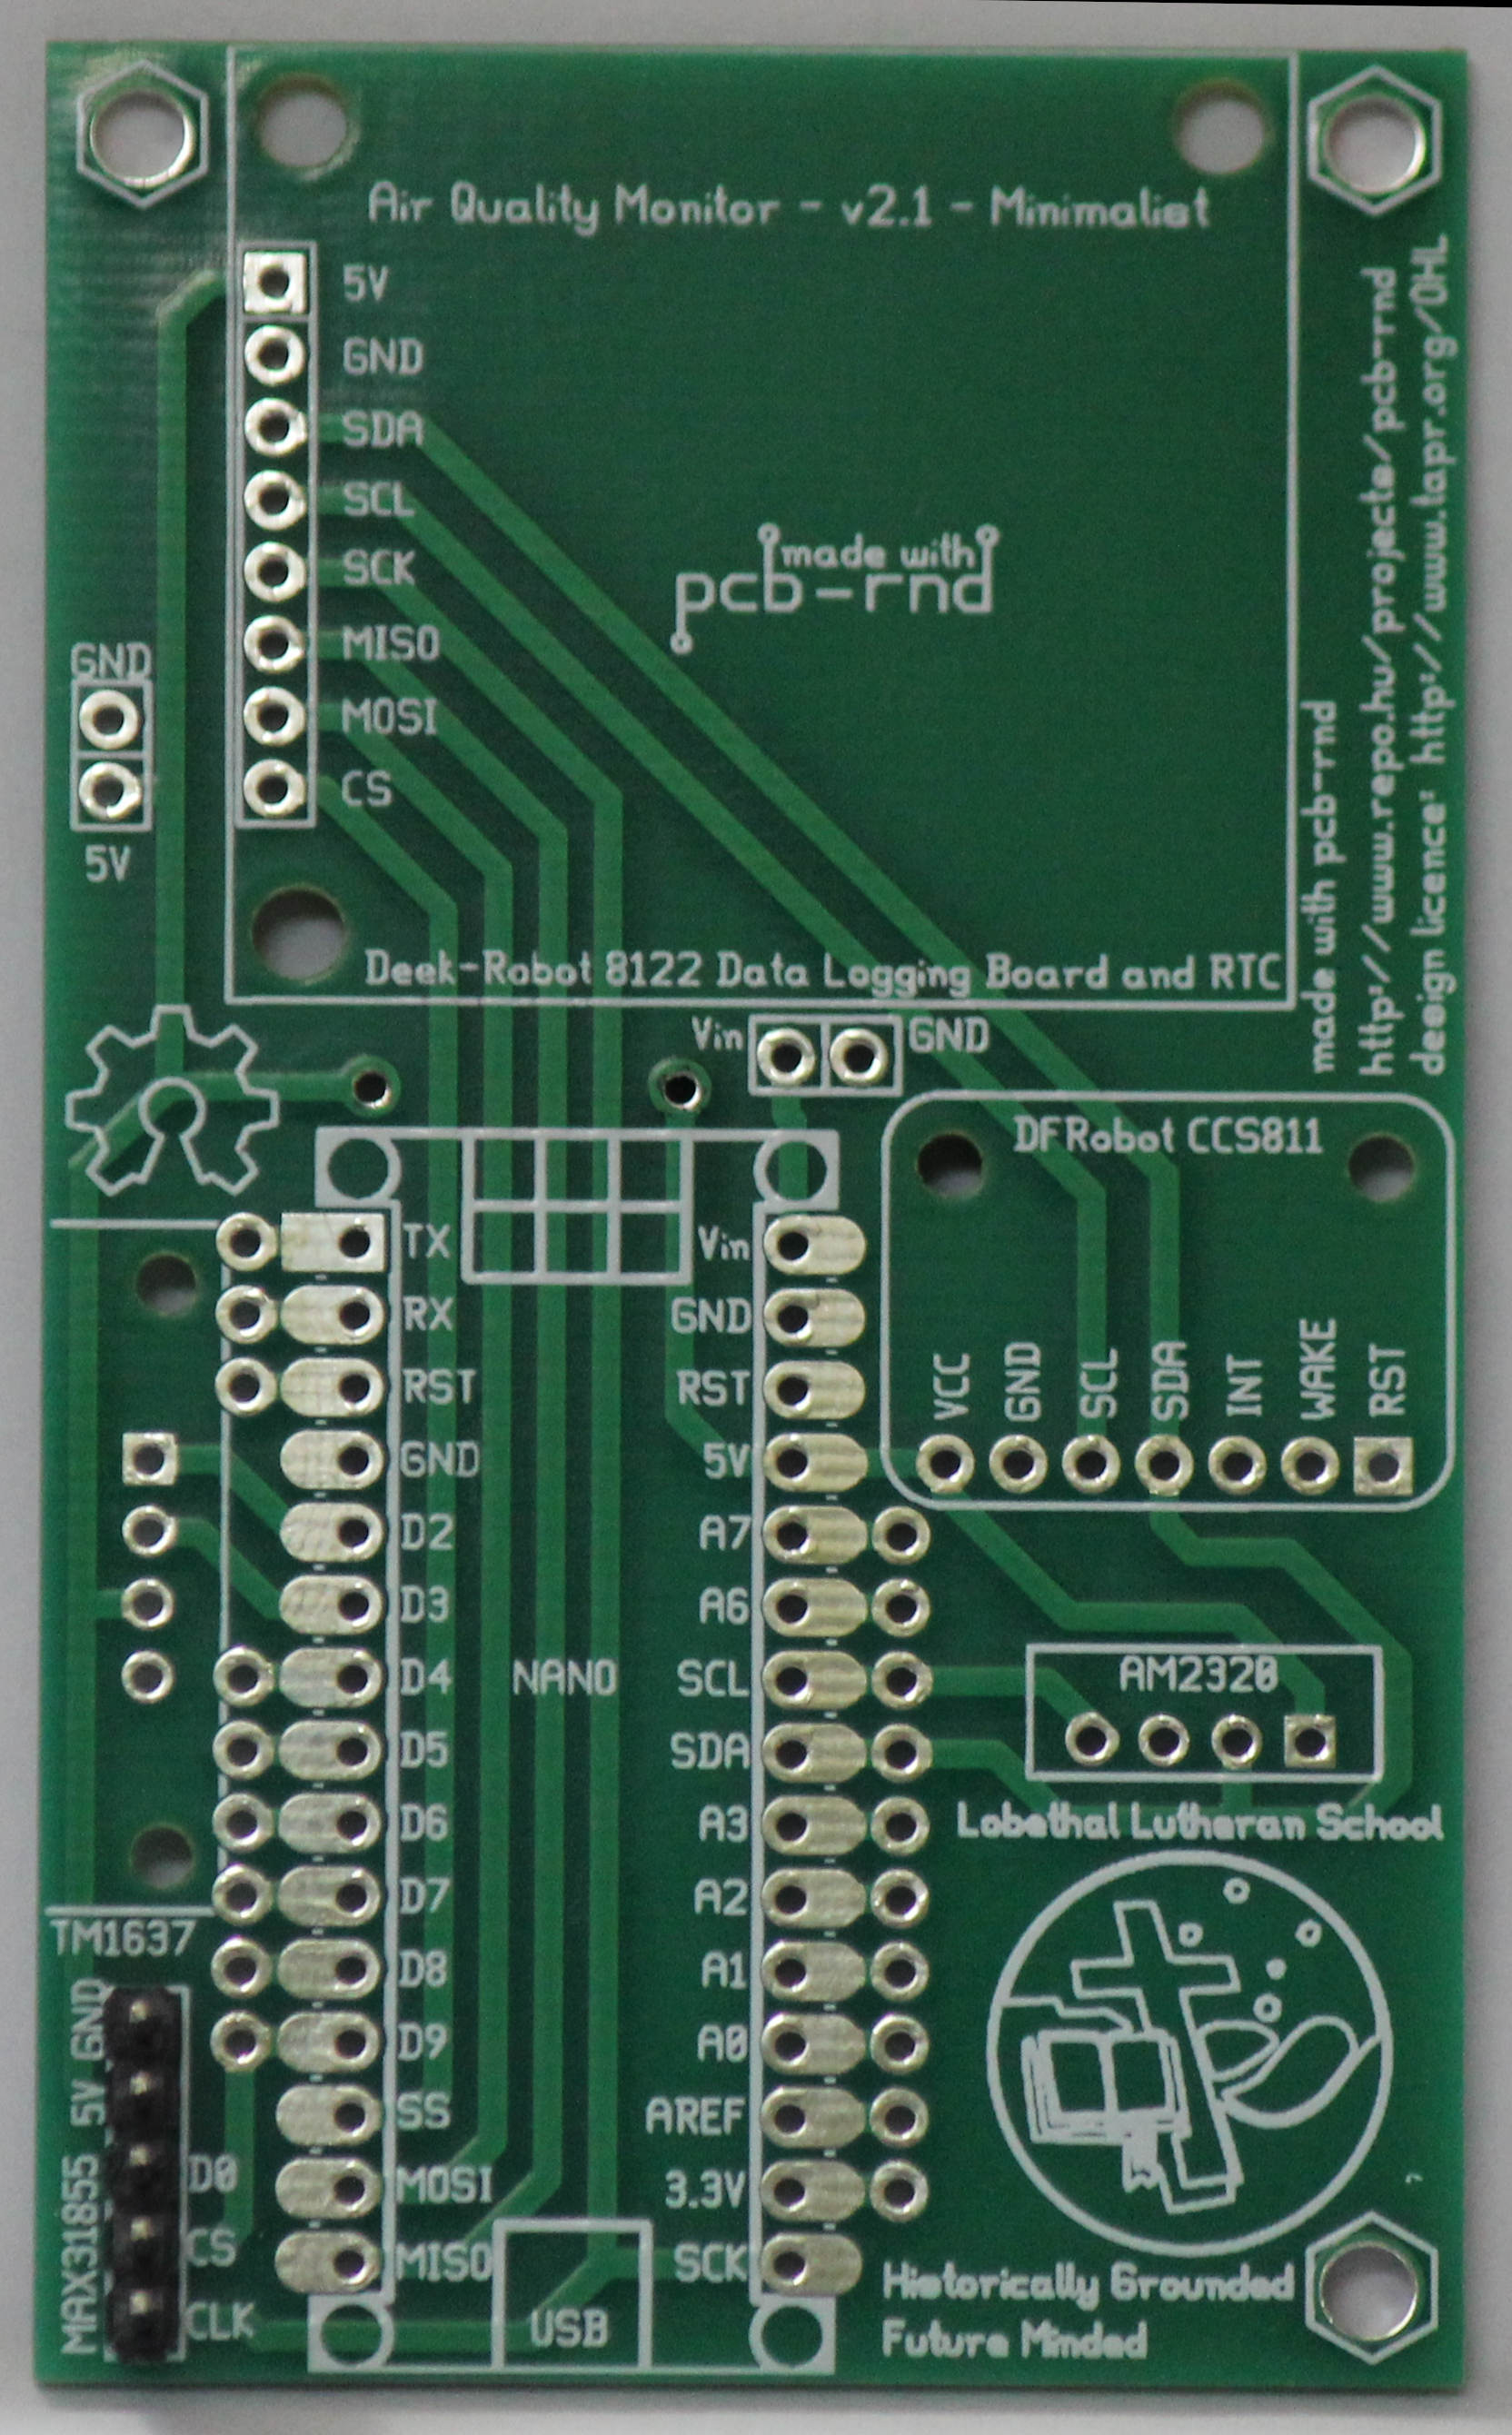 Air Quality Monitor - v2.1 - Minimalist
5V
GND
SDA
SCL
SCK
MISO
MOSI
CS
made with
pcb-rnd
GND
5V
Deek-Robot 8122 Data Logging Board and RTC
made with pcb-rnd
http://www.repo.hu/projects/pcb-rnd
design licence: http://www.tapr.org/OHL
Vin GND
DFRobot CCS811
VCC GND SCL SDA INT WAKE RST
TX
RX
RST
GND
D2
D3
D4
D5
D6
D7
D8
D9
SS
MOSI
MISO
NANO
USB
Vin
GND
RST
5V
A7
A6
SCL
SDA
A3
A2
A1
A0
AREF
3.3V
SCK
AM2320
Lobethal Lutheran School
Historically Grounded
Future Minded
TM1637
MAX31855 5V GND
D0
CS
CLK